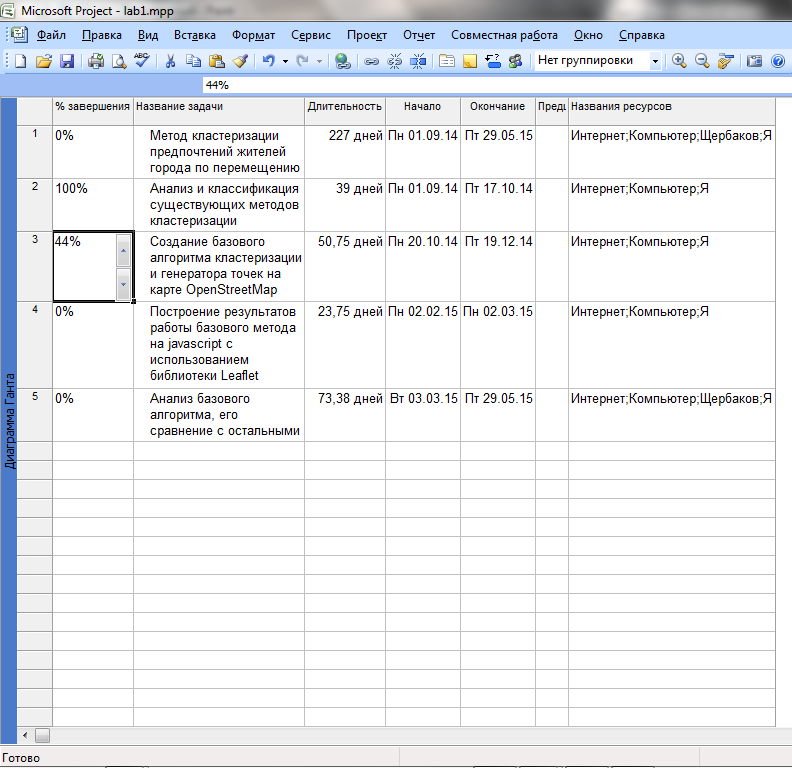 Microsoft Project - lab1.mpp
Файл Правка Вид Вставка Формат Сервис Проект Отчет Совместная работа Окно Справка
ABC Нет группировки
44%
% завершения Название задачи Длительность Начало Окончание Пред Названия ресурсов
1 0% Метод кластеризации 227 дней Пн 01.09.14 Пт 29.05.15 Интернет;Компьютер;Щербаков;Я
предпочтений жителей
города по перемещению
2 100% Анализ и классификация 39 дней Пн 01.09.14 Пт 17.10.14 Интернет;Компьютер;Я
существующих методов
кластеризации
3 44% Создание базового 50,75 дней Пн 20.10.14 Пт 19.12.14 Интернет;Компьютер;Я
алгоритма кластеризации
и генератора точек на
карте OpenStreetMap
4 0% Построение результатов 23,75 дней Пн 02.02.15 Пн 02.03.15 Интернет;Компьютер;Я
работы базового метода
на javascript с
использованием
библиотеки Leaflet
5 0% Анализ базового 73,38 дней Вт 03.03.15 Пт 29.05.15 Интернет;Компьютер;Щербаков;Я
алгоритма, его
сравнение с остальными
Диаграмма Ганта
Готово